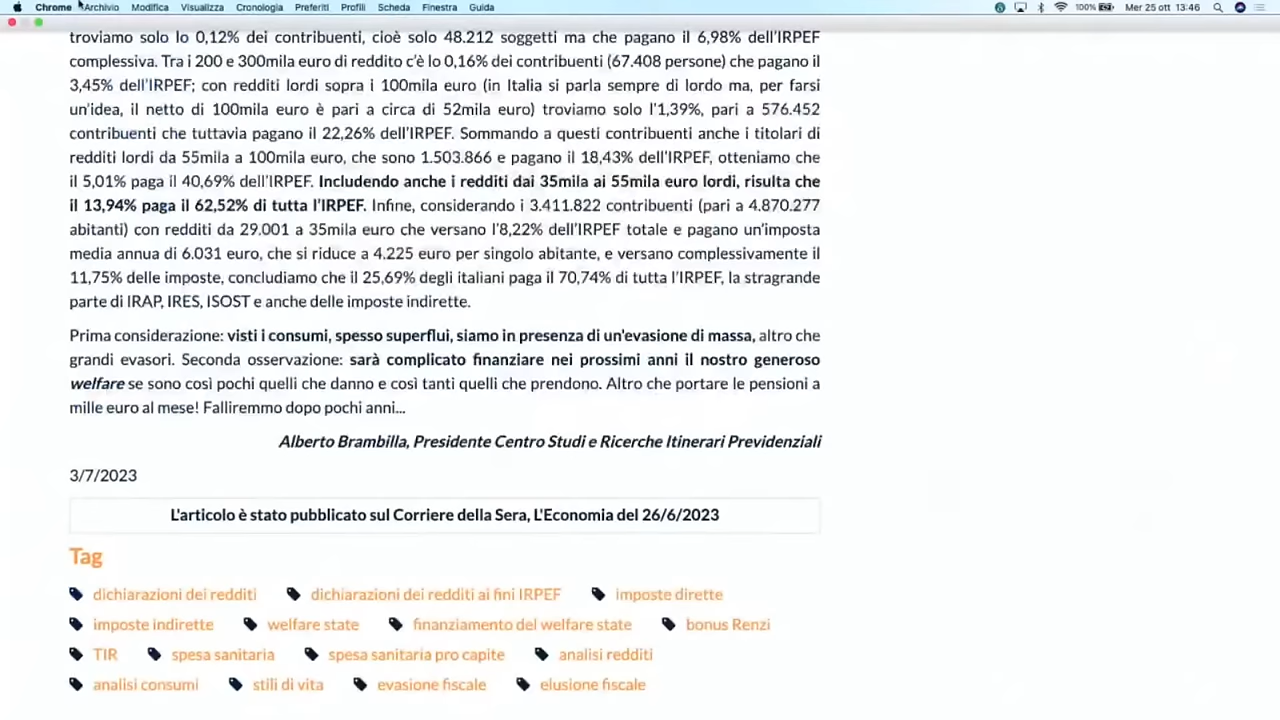 Chrome Archivio Modifica Visualizza Cronologia Preferiti Profili Scheda Finestra Guida 100% Mer 25 ott 13:46
troviamo solo lo 0,12% dei contribuenti, cioè solo 48.212 soggetti ma che pagano il 6,98% dell'IRPEF
complessiva. Tra i 200 e 300mila euro di reddito c'è lo 0,16% dei contribuenti (67.408 persone) che pagano il
3,45% dell'IRPEF; con redditi lordi sopra i 100mila euro (in Italia si parla sempre di lordo ma, per farsi
un'idea, il netto di 100mila euro è pari a circa di 52mila euro) troviamo solo l'1,39%, pari a 576.452
contribuenti che tuttavia pagano il 22,26% dell'IRPEF. Sommando a questi contribuenti anche i titolari di
redditi lordi da 55mila a 100mila euro, che sono 1.503.866 e pagano il 18,43% dell'IRPEF, otteniamo che
il 5,01% paga il 40,69% dell'IRPEF. Includendo anche i redditi dai 35mila ai 55mila euro lordi, risulta che
il 13,94% paga il 62,52% di tutta l'IRPEF. Infine, considerando i 3.411.822 contribuenti (pari a 4.870.277
abitanti) con redditi da 29.001 a 35mila euro che versano l'8,22% dell'IRPEF totale e pagano un'imposta
media annua di 6.031 euro, che si riduce a 4.225 euro per singolo abitante, e versano complessivamente il
11,75% delle imposte, concludiamo che il 25,69% degli italiani paga il 70,74% di tutta l'IRPEF, la stragrande
parte di IRAP, IRES, ISOST e anche delle imposte indirette.
Prima considerazione: visti i consumi, spesso superflui, siamo in presenza di un'evasione di massa, altro che
grandi evasori. Seconda osservazione: sarà complicato finanziare nei prossimi anni il nostro generoso
welfare se sono così pochi quelli che danno e così tanti quelli che prendono. Altro che portare le pensioni a
mille euro al mese! Falliremmo dopo pochi anni...
Alberto Brambilla, Presidente Centro Studi e Ricerche Itinerari Previdenziali
3/7/2023
L'articolo è stato pubblicato sul Corriere della Sera, L'Economia del 26/6/2023
Tag
dichiarazioni dei redditi dichiarazioni dei redditi ai fini IRPEF imposte dirette
imposte indirette welfare state finanziamento del welfare state bonus Renzi
TIR spesa sanitaria spesa sanitaria pro capite analisi redditi
analisi consumi stili di vita evasione fiscale elusione fiscale